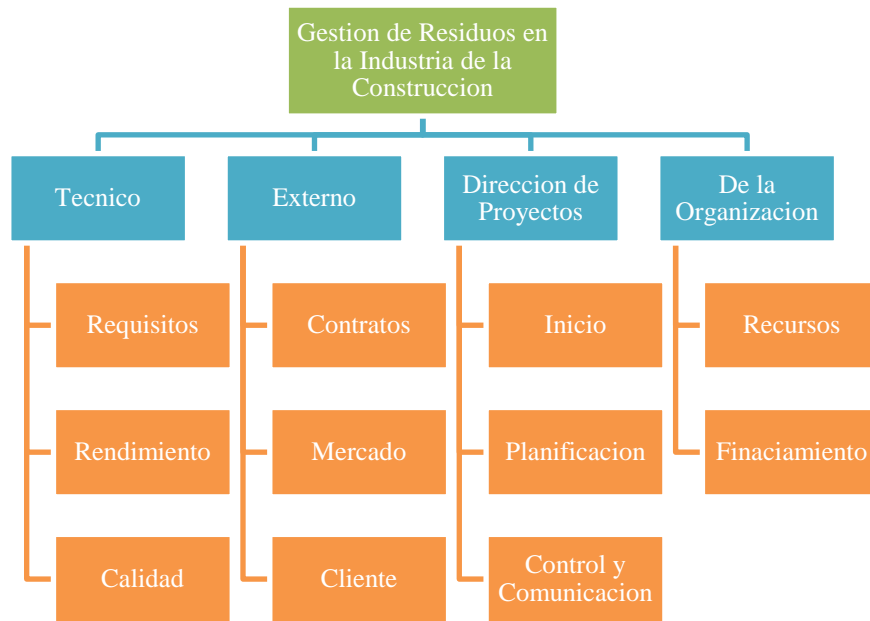 Gestion de Residuos en
la Industria de la
Construccion
Tecnico
Externo
Direccion de
Proyectos
De la
Organizacion
Requisitos
Contratos
Inicio
Recursos
Rendimiento
Mercado
Planificacion
Finaciamiento
Calidad
Cliente
Control y
Comunicacion